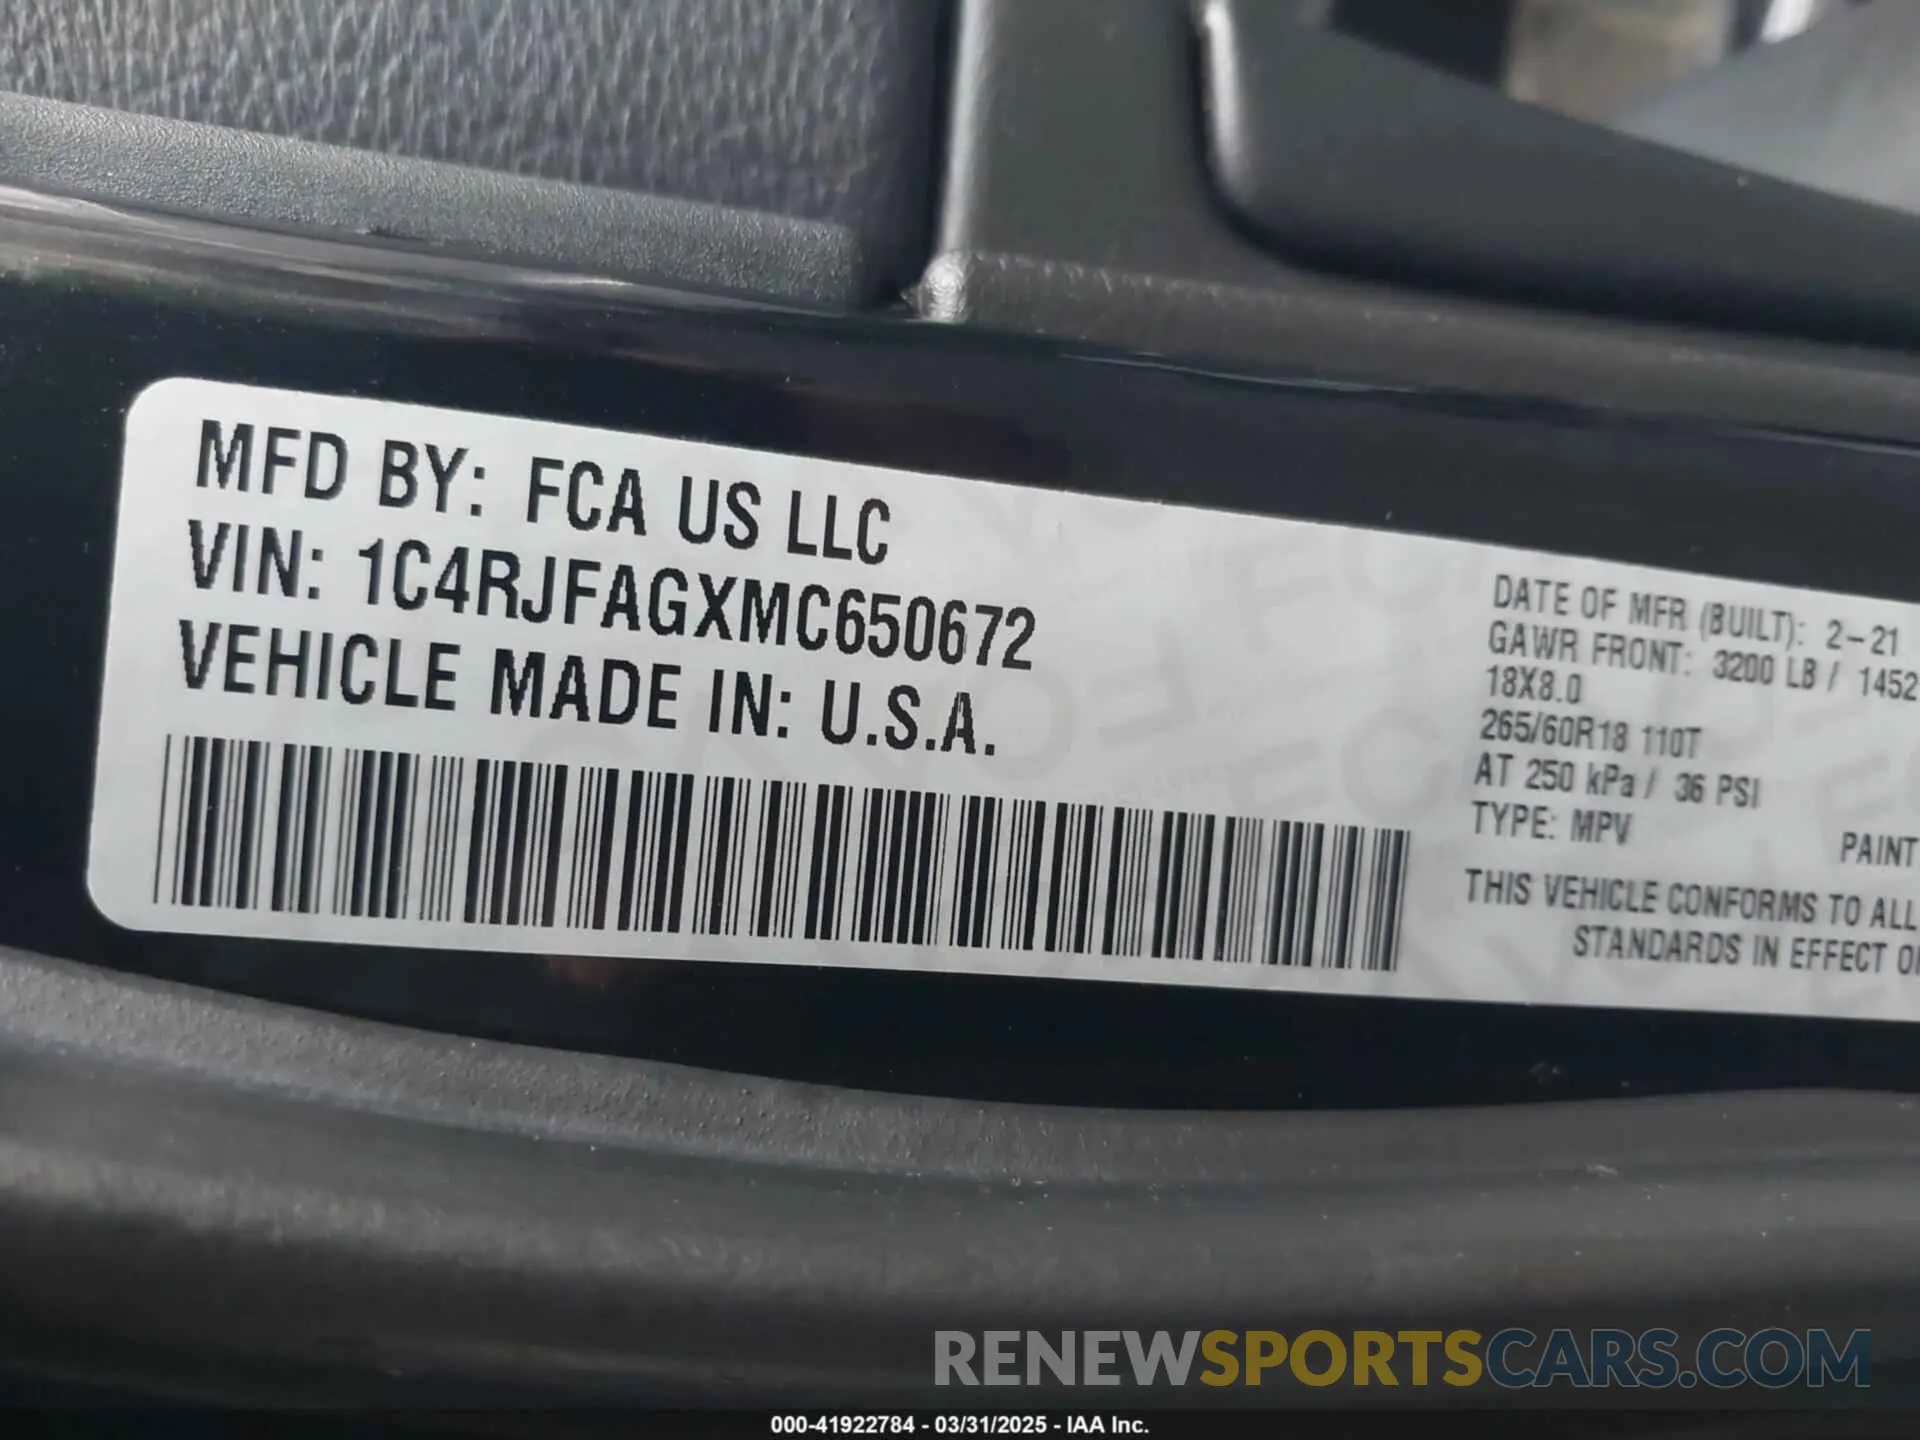 MFD BY: FCA US LLC
VIN: 1C4RJFAGXMC650672
VEHICLE MADE IN: U.S.A.
DATE OF MFR (BUILT): 2-21
GAWR FRONT: 3200 LB / 1452
18X8.0
265/60R18 110T
AT 250 kPa / 36 PSI
TYPE: MPV
PAINT
THIS VEHICLE CONFORMS TO ALL
STANDARDS IN EFFECT
RENEWSPORTSCARS.COM
000-41922784 - 03/31/2025 - IAA Inc.